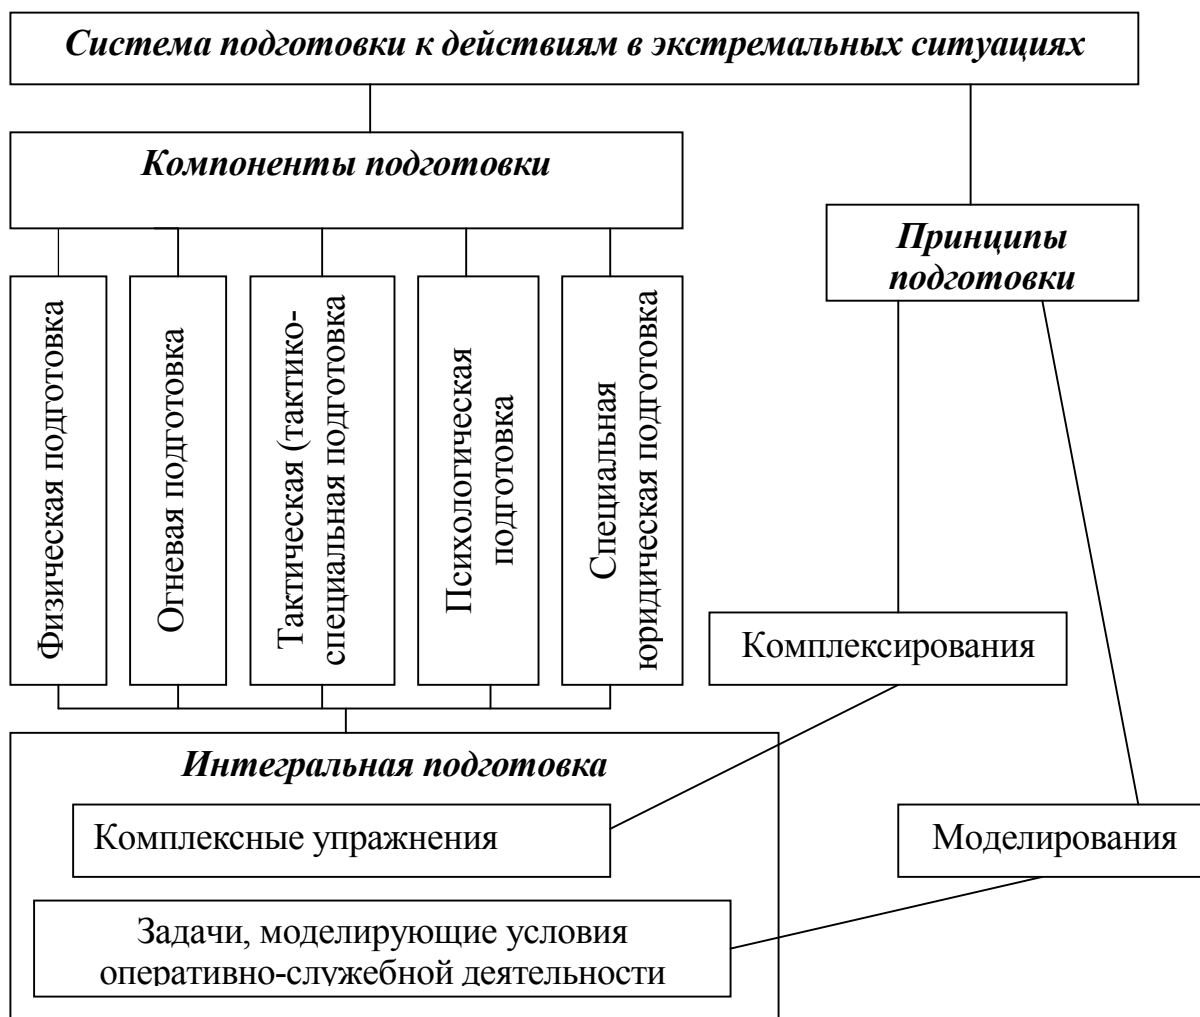 Система подготовки к действиям в экстремальных ситуациях
Компоненты подготовки
Принципы
подготовки
Физическая подготовка
Огневая подготовка
Тактическая (тактико-
специальная подготовка
Психологическая
подготовка
Специальная
юридическая подготовка
Комплексирования
Интегральная подготовка
Комплексные упражнения
Моделирования
Задачи, моделирующие условия
оперативно-служебной деятельности